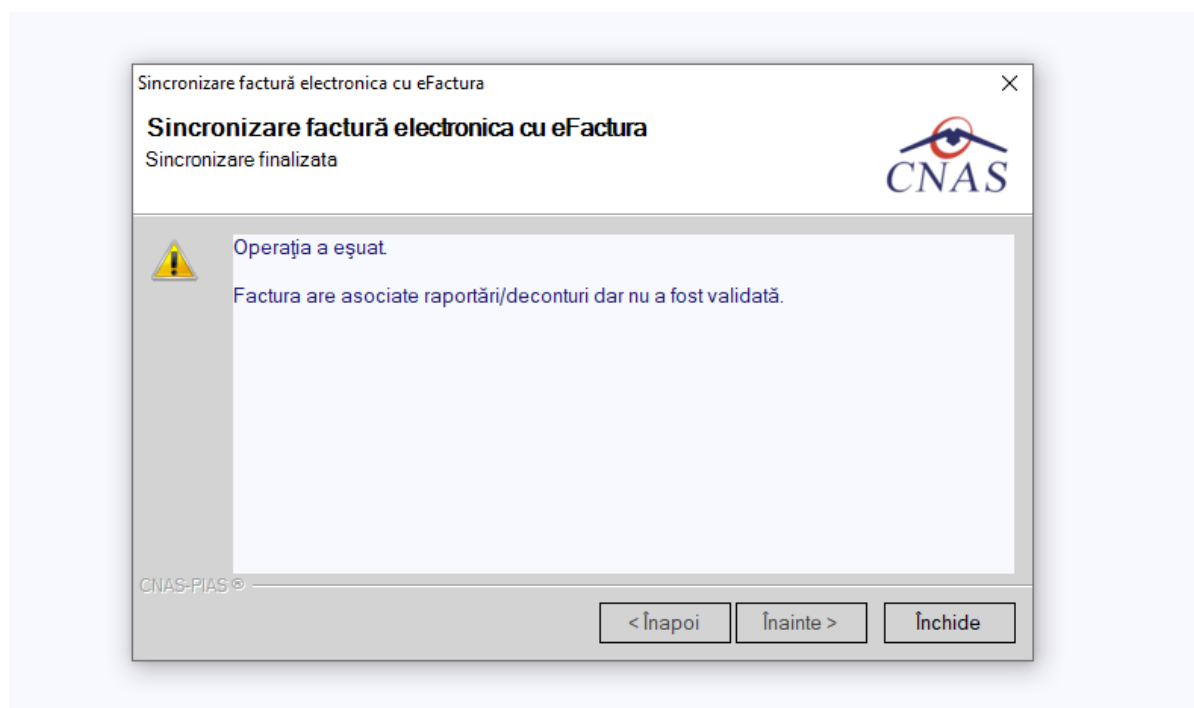 Sincronizare factură electronica cu eFactura
Sincronizare factură electronica cu eFactura
Sincronizare finalizata
CNAS
Operaţia a eşuat.
Factura are asociate raportări/deconturi dar nu a fost validată.
CNAS-PIAS ®
< Înapoi
Înainte >
Închide